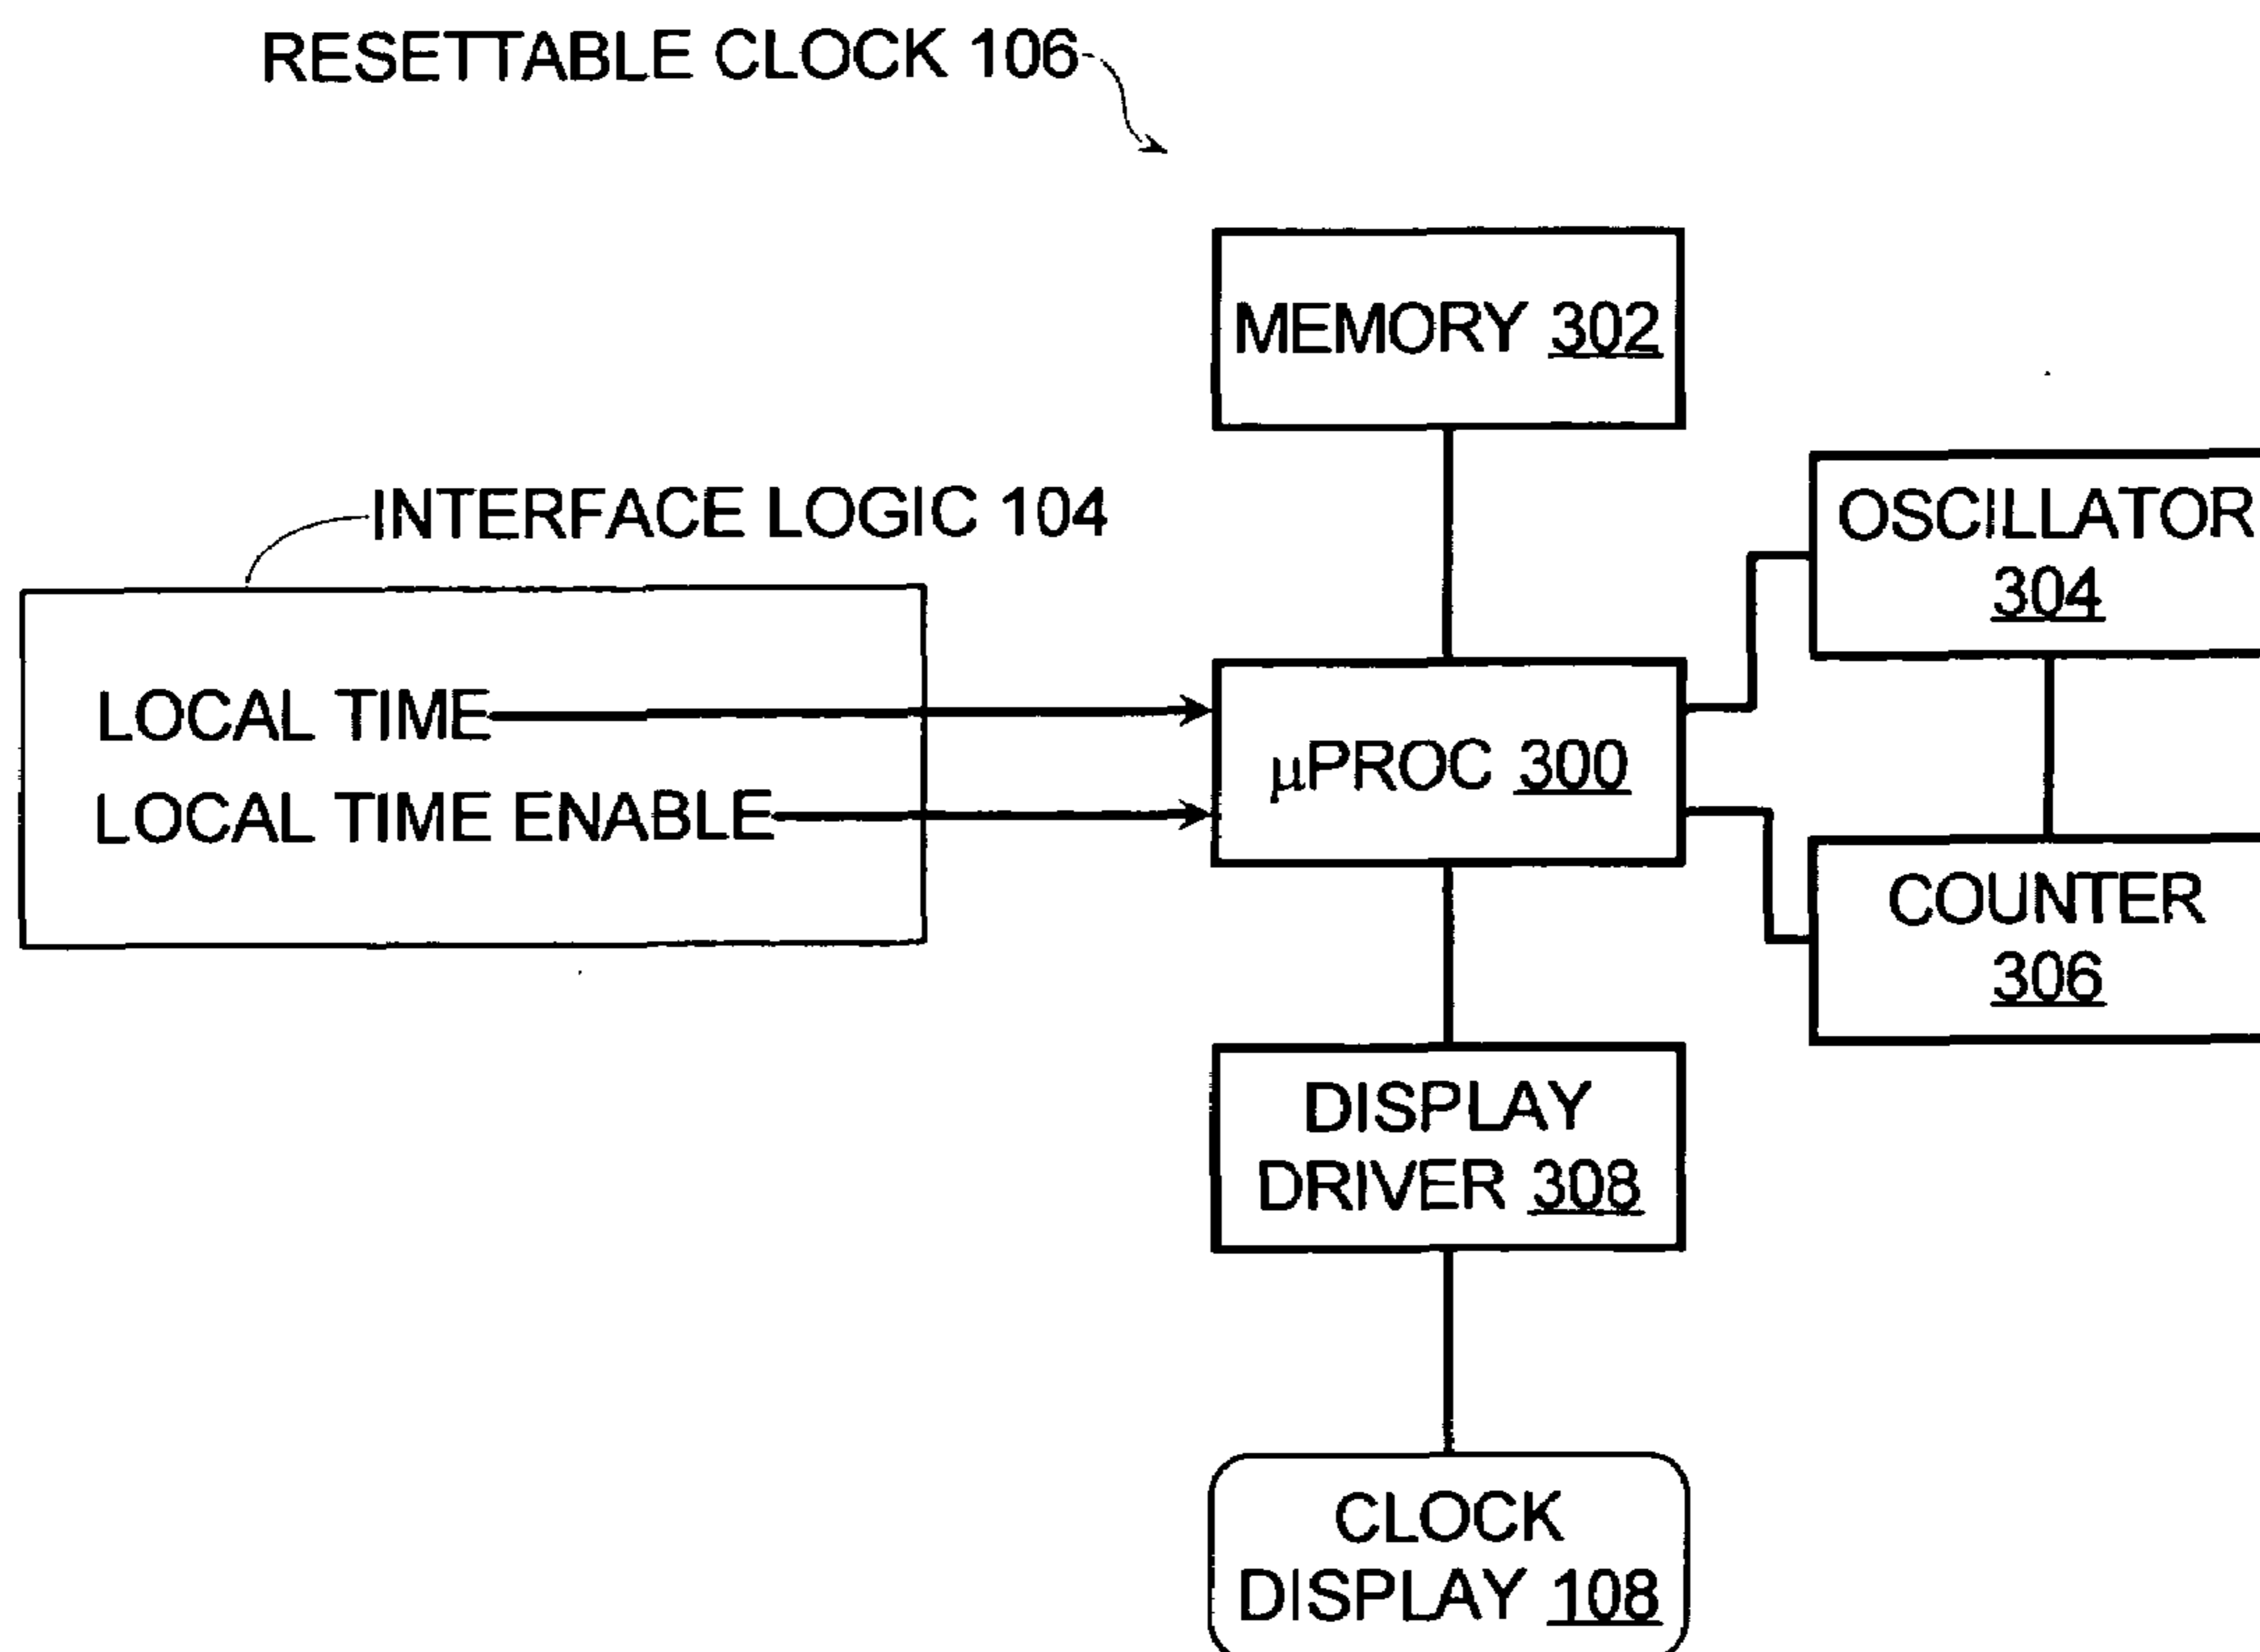 RESETTABLE CLOCK 106
MEMORY 302
INTERFACE LOGIC 104
OSCILLATOR
304
LOCAL TIME
LOCAL TIME ENABLE
µPROC 300
COUNTER
306
DISPLAY
DRIVER 308
CLOCK
DISPLAY 108